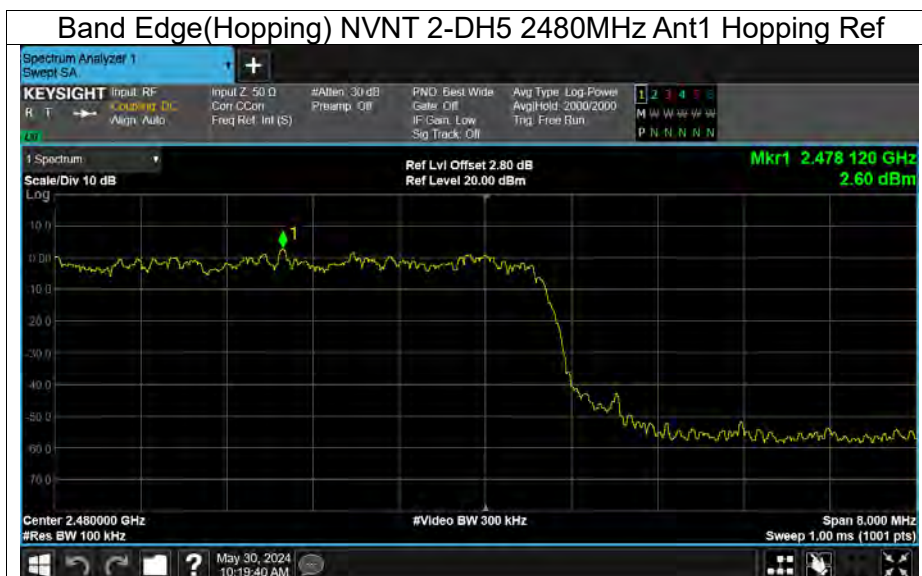 Band Edge(Hopping) NVNT 2-DH5 2480MHz Ant1 Hopping Ref
Spectrum Analyzer 1
Swept SA
+
KEYSIGHT Input: RF Input Z: 50 Ω #Atten: 30 dB PNO: Best Wide Avg Type: Log-Power 1 2 3 4 5 6
R T Coupling: DC Corr CCorr Preamp: Off Gate: Off Avg|Hold: 2000/2000 M W W W W W
Align: Auto Freq Ref: Int (S) IF Gain: Low Trig: Free Run
Sig Track: Off P N N N N N
1 Spectrum
Ref Lvl Offset 2.80 dB Mkr1 2.478 120 GHz
Scale/Div 10 dB Ref Level 20.00 dBm 2.60 dBm
Log
10.0
1
0.00
-10.0
-20.0
-30.0
-40.0
-50.0
-60.0
-70.0
Center 2.480000 GHz #Video BW 300 kHz Span 8.000 MHz
#Res BW 100 kHz Sweep 1.00 ms (1001 pts)
? May 30, 2024
10:19:40 AM